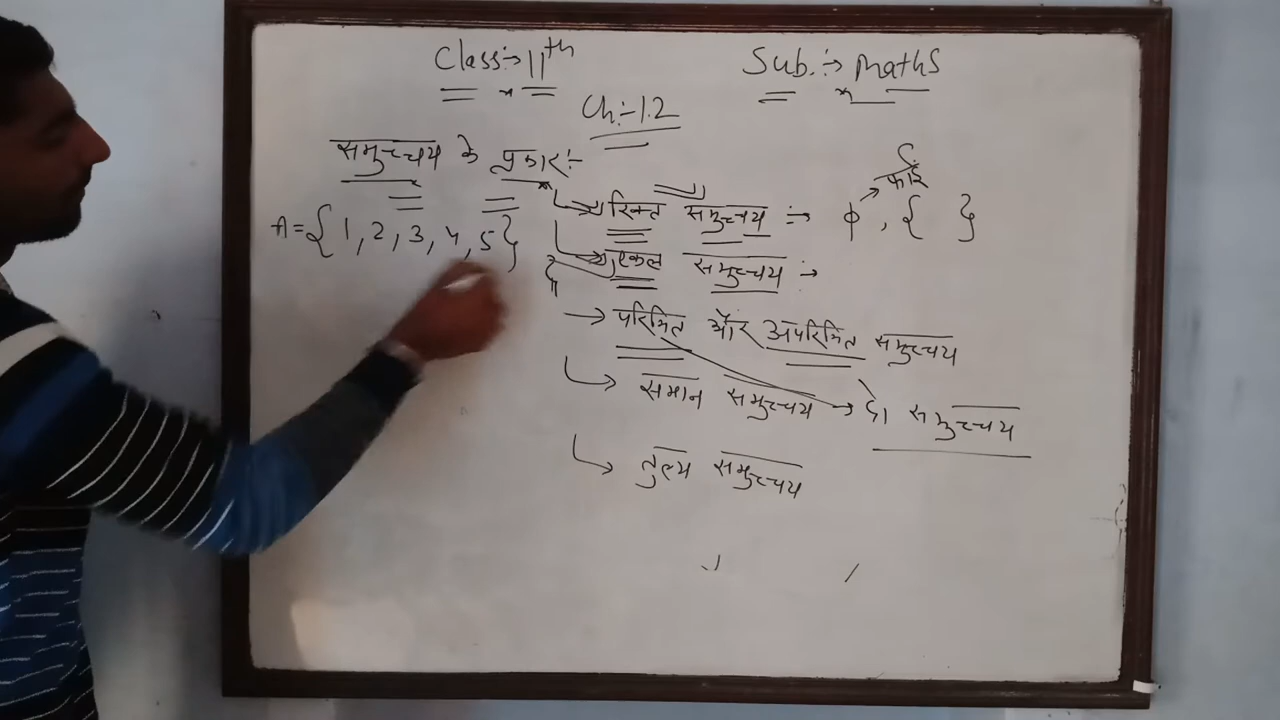 Class:→ 11th
Sub.:→ Maths
Ch:-1.2
समुच्चय के प्रकार:-
A={1,2,3,4,5}
→ रिक्त समुच्चय :→ ϕ, { }
फाई
→ एकल समुच्चय :→
→ परिमित और अपरिमित समुच्चय
→ समान समुच्चय → समुच्चय
→ तुल्य समुच्चय